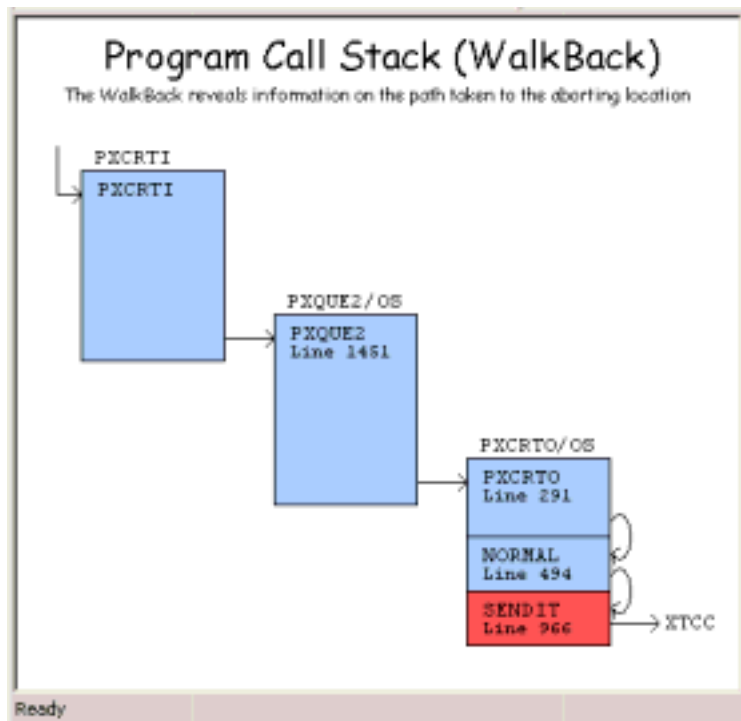 Program Call Stack (WalkBack)
The WalkBack reveals information on the path taken to the aborting location
PXCRTI
PXCRTI
PXQUE2/OS
PXQUE2
Line 1451
PXCRTO/OS
PXCRTO
Line 291
NORMAL
Line 494
SENDIT
Line 966
XTCC
Ready